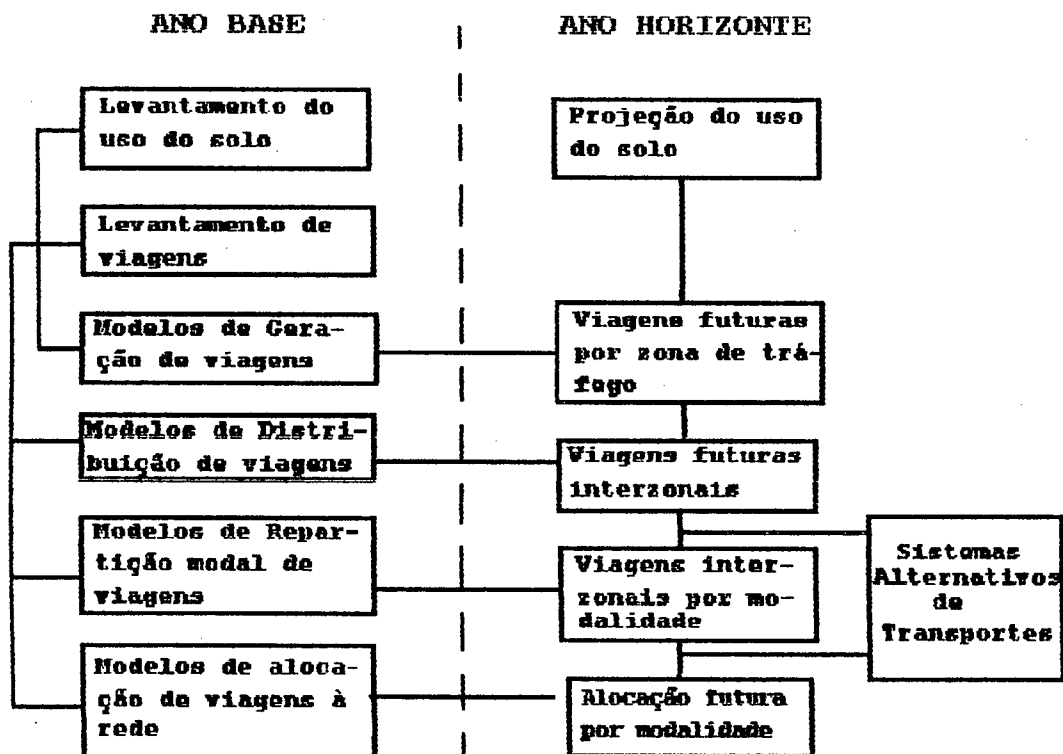 ANO BASE
ANO HORIZONTE
Levantamento do
uso do solo
Levantamento de
viagens
Modelos de Gera-
ção de viagens
Modelos de Distri-
buição de viagens
Modelos de Repar-
tição modal de
viagens
Modelos de aloca-
ção de viagens à
rede
Projeção do uso
do solo
Viagens futuras
por zona de trá-
fego
Viagens futuras
interzonais
Viagens inter-
zonais por mo-
dalidade
Alocação futura
por modalidade
Sistemas
Alternativos
de
Transportes